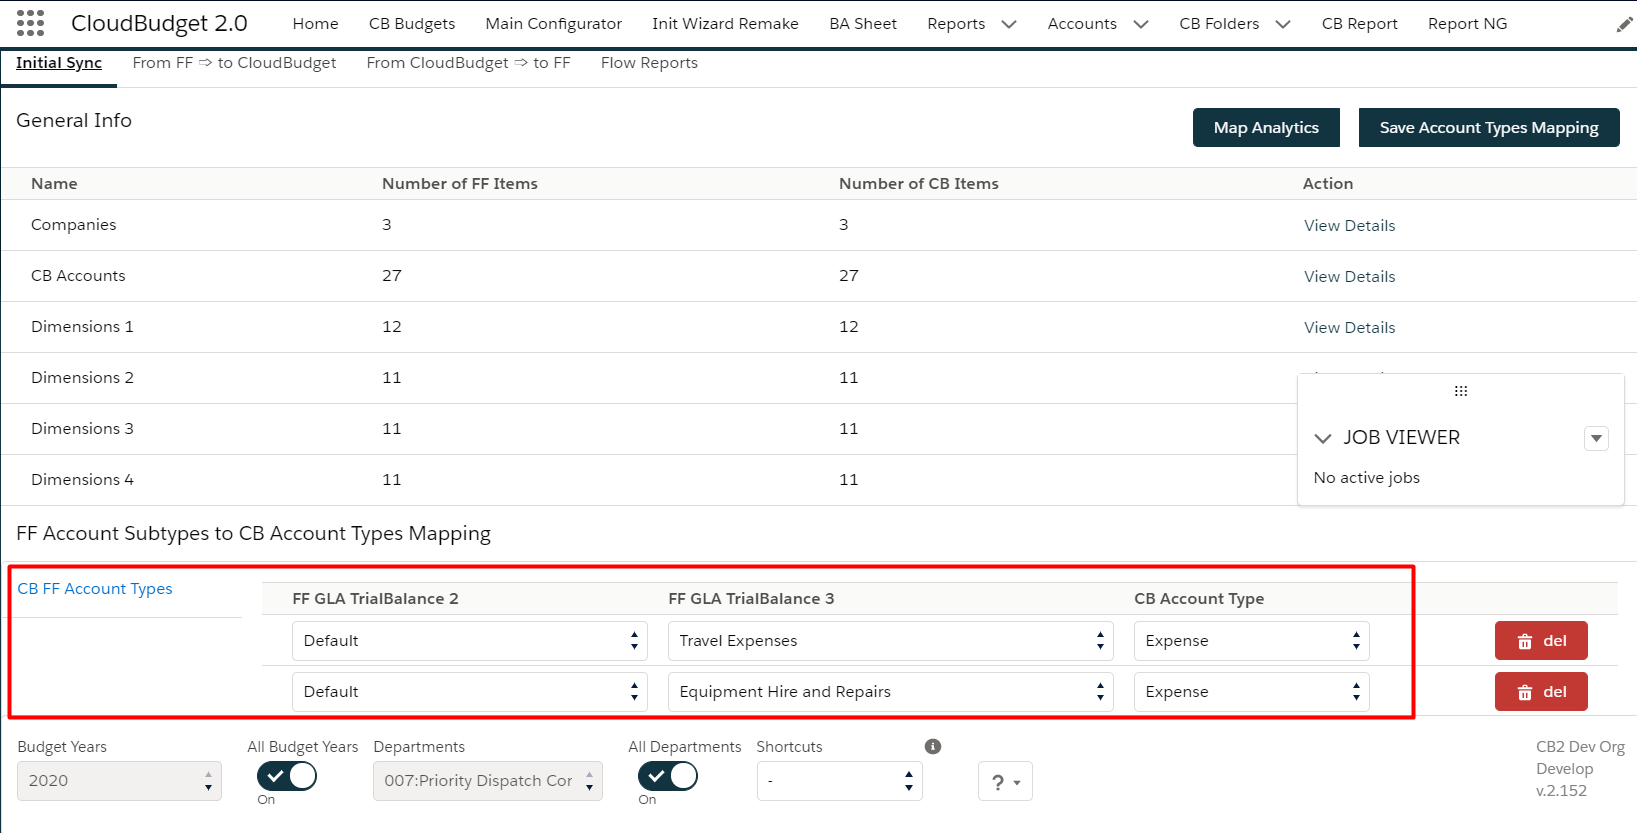 CloudBudget 2.0 Home CB Budgets Main Configurator Init Wizard Remake BA Sheet Reports Accounts CB Folders CB Report Report NG
Initial Sync From FF ⇒ to CloudBudget From CloudBudget ⇒ to FF Flow Reports
General Info
Map Analytics Save Account Types Mapping
Name Number of FF Items Number of CB Items Action
Companies 3 3 View Details
CB Accounts 27 27 View Details
Dimensions 1 12 12 View Details
Dimensions 2 11 11
Dimensions 3 11 11
Dimensions 4 11 11
JOB VIEWER
No active jobs
FF Account Subtypes to CB Account Types Mapping
CB FF Account Types
FF GLA TrialBalance 2 FF GLA TrialBalance 3 CB Account Type
Default Travel Expenses Expense del
Default Equipment Hire and Repairs Expense del
Budget Years All Budget Years Departments All Departments Shortcuts
2020 On 007:Priority Dispatch Cor On - ?
CB2 Dev Org
Develop
v.2.152